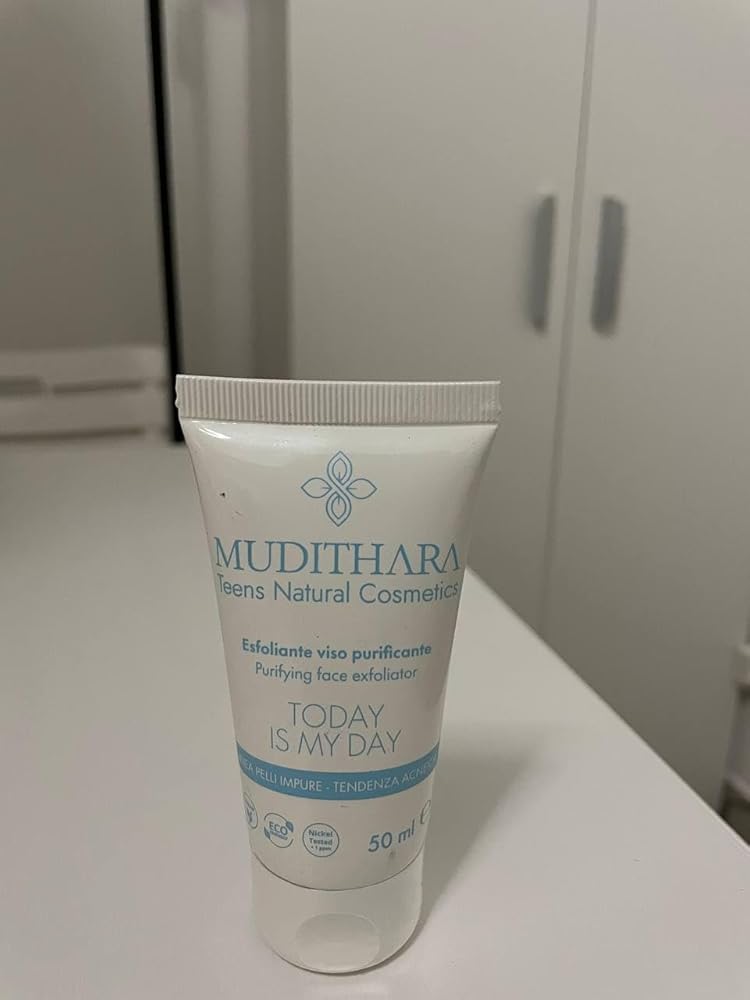 MUDITHARA
Teens Natural Cosmetics
Esfoliante viso purificante
Purifying face exfoliator
TODAY
IS MY DAY
PELLI IMPURE - TENDENZA
ECO
Nickel
Tested
50 ml e